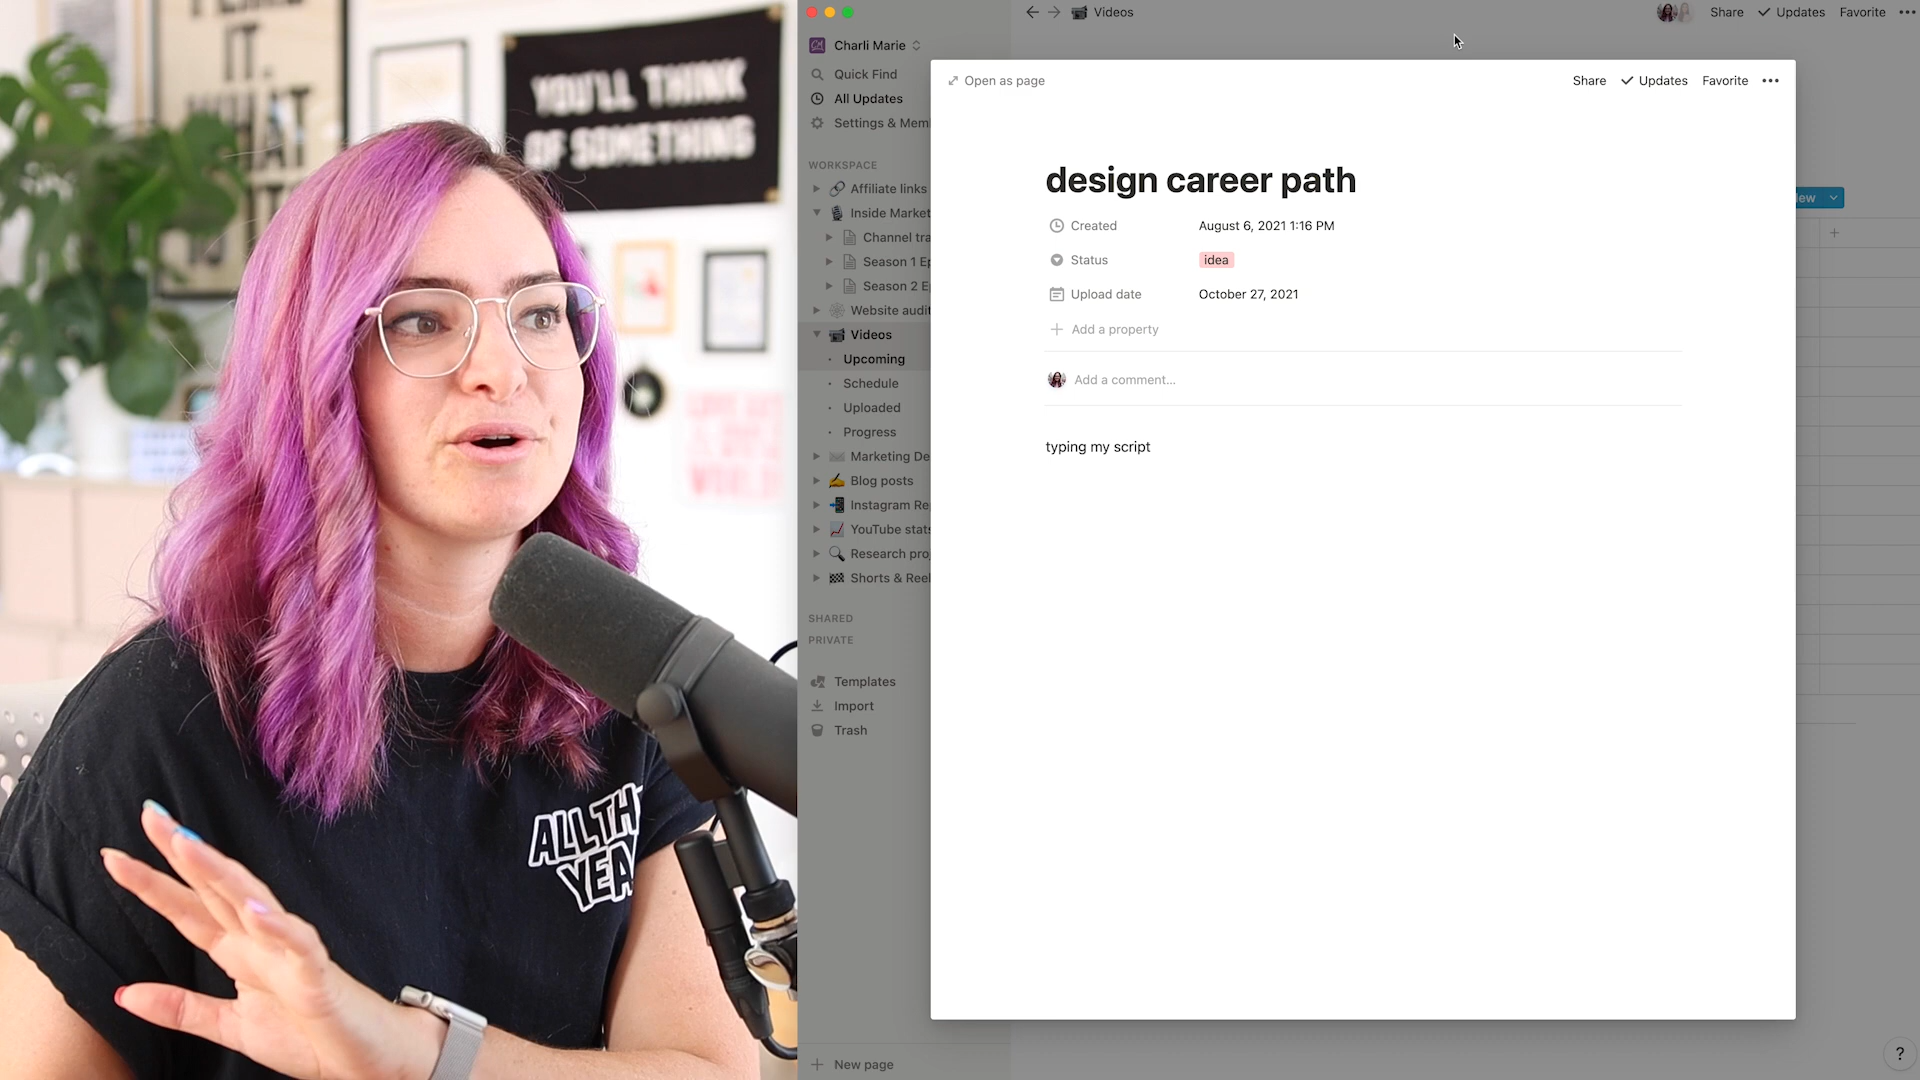 IT.
WHAT
YOU'LL THINK
OF SOMETHING
ALL TH
YEA
Videos
Share
Updates
Favorite
Charli Marie
Quick Find
All Updates
Settings & Mem
WORKSPACE
Affiliate links
Inside Market
Channel tra
Season 1 Ep
Season 2 E
Website audit
Videos
Upcoming
Schedule
Uploaded
Progress
Marketing De
Blog posts
Instagram Re
YouTube stats
Research pro
Shorts & Reel
SHARED
PRIVATE
Templates
Import
Trash
New page
Open as page
Share
Updates
Favorite
design career path
Created August 6, 2021 1:16 PM
Status idea
Upload date October 27, 2021
Add a property
Add a comment...
typing my script
ew
?